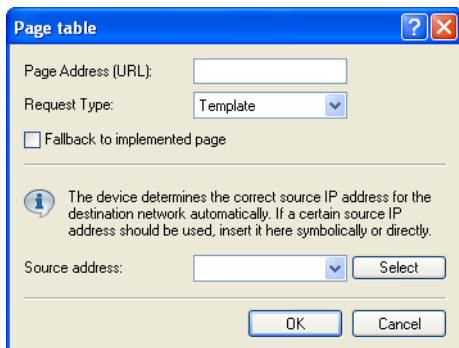 Page table
Page Address (URL):
Request Type:
Template
Fallback to implemented page
The device determines the correct source IP address for the
destination network automatically. If a certain source IP
address should be used, insert it here symbolically or directly.
Source address:
Select
OK
Cancel